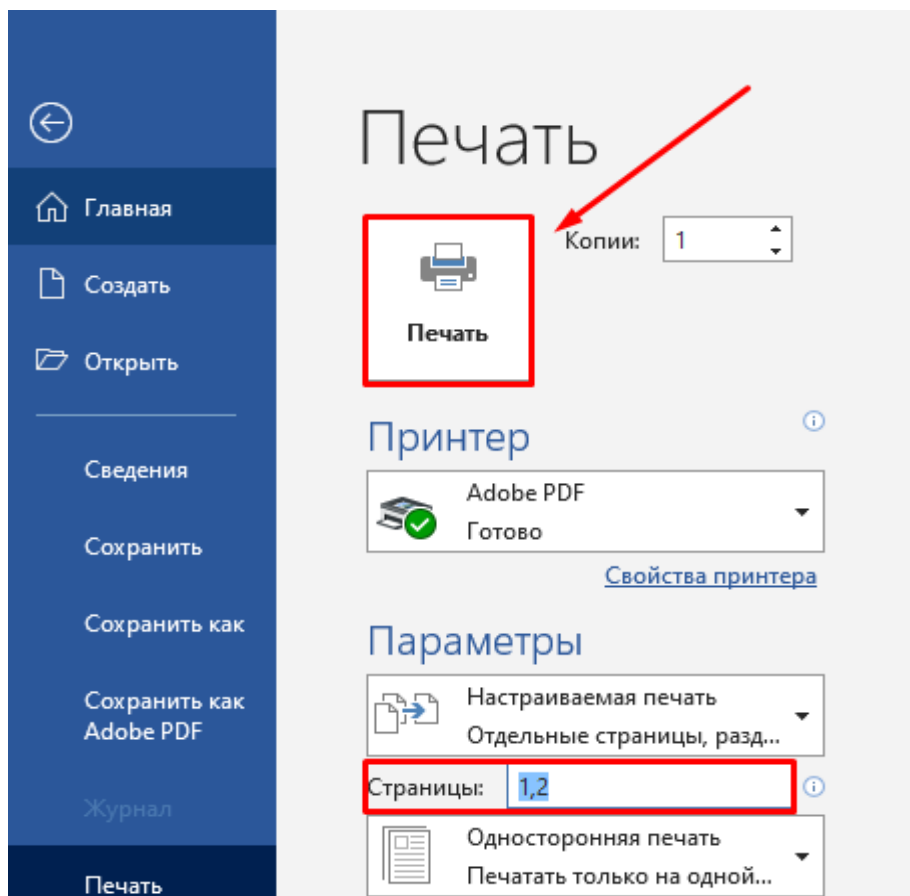 Главная
Создать
Открыть
Сведения
Сохранить
Сохранить как
Сохранить как
Adobe PDF
Журнал
Печать
Печать
Печать
Копии: 1
Принтер
Adobe PDF
Готово
Свойства принтера
Параметры
Настраиваемая печать
Отдельные страницы, разд...
Страницы: 1,2
Односторонняя печать
Печатать только на одной...